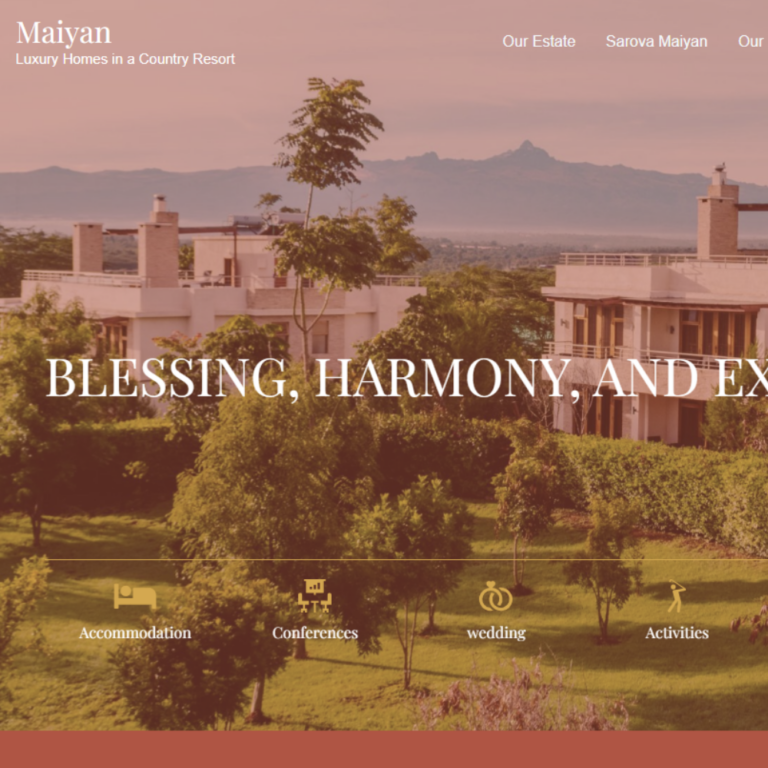 Maiyan
Luxury Homes in a Country Resort
Our Estate Sarova Maiyan Our
BLESSING, HARMONY, AND EX
Accommodation Conferences wedding Activities